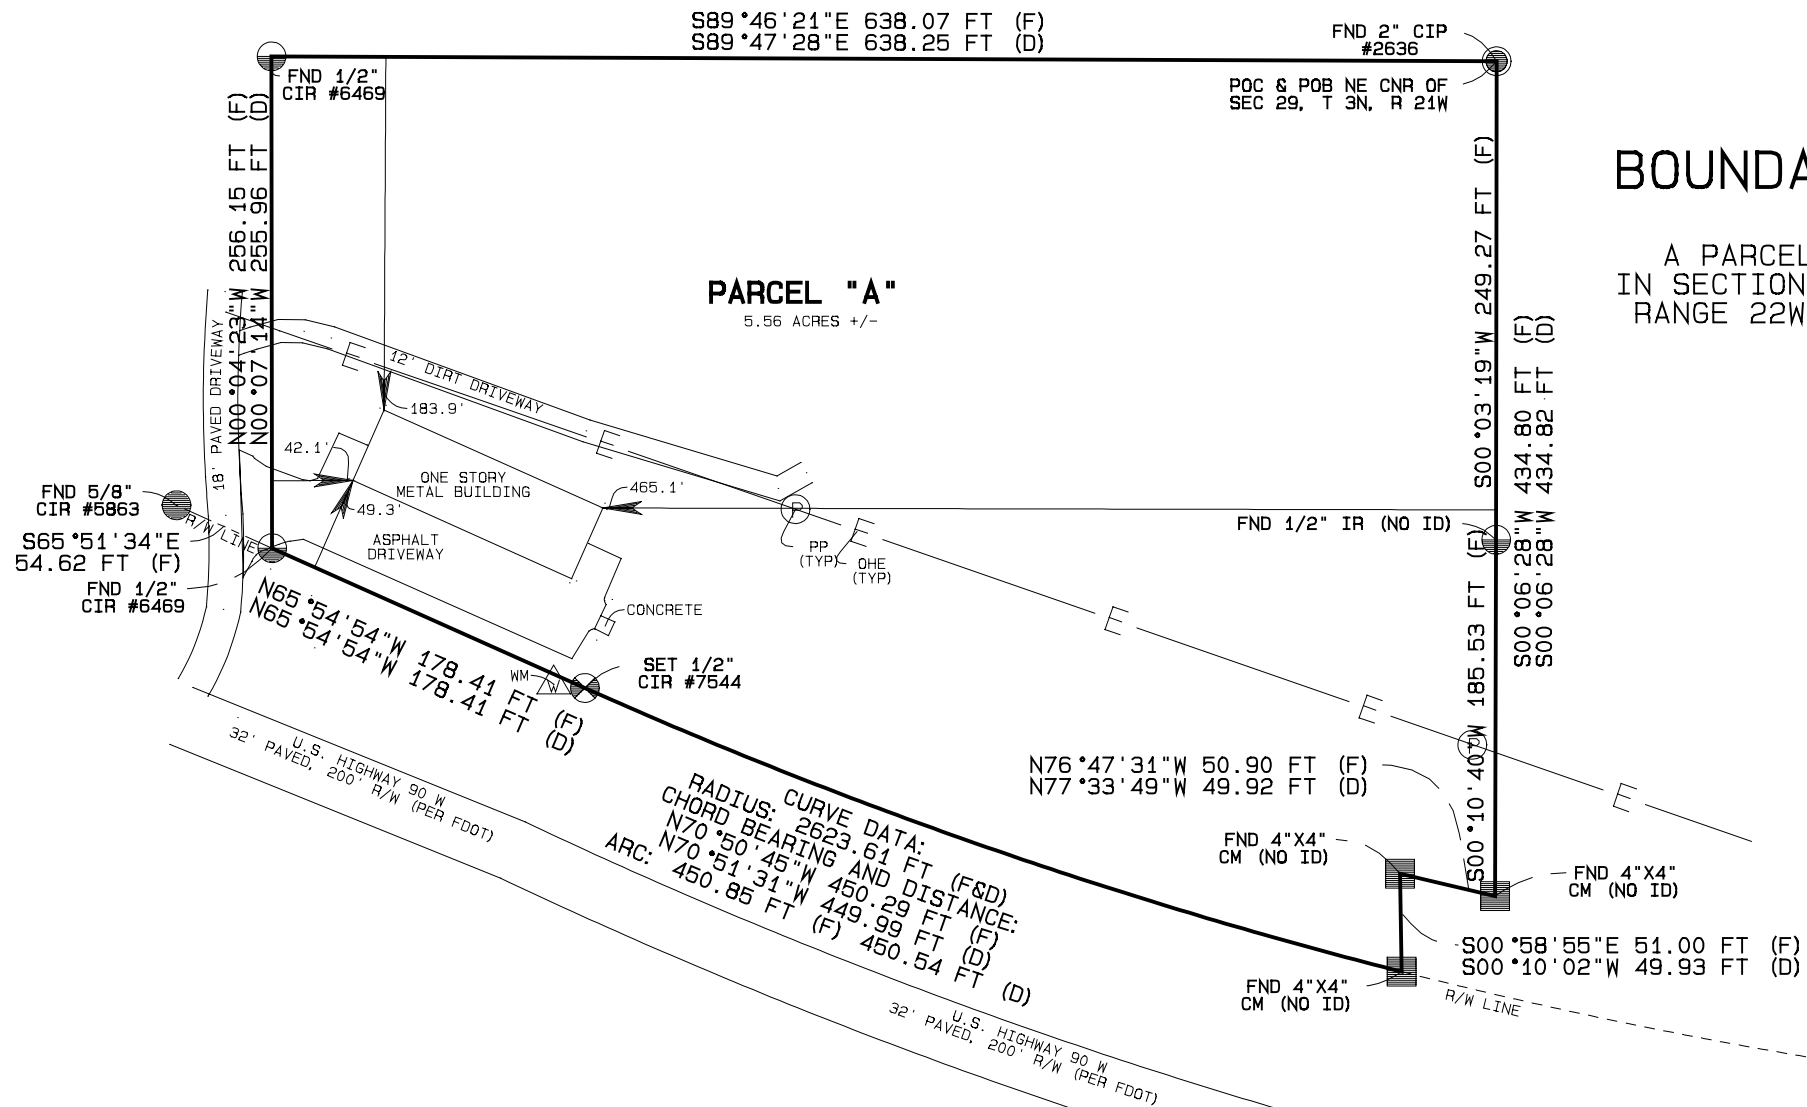 S89°46'21"E 638.07 FT (F)
S89°47'28"E 638.25 FT (D)
FND 2" CIP
#2636
POC & POB NE CNR OF
SEC 29, T 3N, R 21W
FND 1/2"
CIR #6469
N00°04'23"W 256.15 FT (F)
N00°07'14"W 255.96 FT (D)
BOUNDA
A PARCEL
IN SECTION
RANGE 22W
PARCEL "A"
5.56 ACRES +/-
S00°03'19"W 249.27 FT (F)
S00°06'28"W 434.80 FT (F)
S00°06'28"W 434.82 FT (D)
18' PAVED DRIVEWAY
E
12' DIRT DRIVEWAY
183.9'
E
42.1'
ONE STORY
METAL BUILDING
465.1'
49.3'
ASPHALT
DRIVEWAY
P
E
PP
(TYP)
OHE
(TYP)
FND 5/8"
CIR #5863
R/W LINE
S65°51'34"E
54.62 FT (F)
FND 1/2"
CIR #6469
FND 1/2" IR (NO ID)
S00°10'40"W 185.53 FT (F)
N65°54'54"W 178.41 FT (F)
N65°54'54"W 178.41 FT (D)
CONCRETE
WM
W
SET 1/2"
CIR #7544
E
E
P
E
U.S. HIGHWAY 90 W
32' PAVED, 200' R/W (PER FDOT)
CURVE DATA:
RADIUS: 2623.61 FT (F&D)
CHORD BEARING AND DISTANCE:
N70°50'45"W 450.29 FT (F)
N70°51'31"W 449.99 FT (D)
ARC: 450.85 FT (F) 450.54 FT (D)
N76°47'31"W 50.90 FT (F)
N77°33'49"W 49.92 FT (D)
FND 4"X4"
CM (NO ID)
FND 4"X4"
CM (NO ID)
S00°58'55"E 51.00 FT (F)
S00°10'02"W 49.93 FT (D)
FND 4"X4"
CM (NO ID)
R/W LINE
U.S. HIGHWAY 90 W
32' PAVED, 200' R/W (PER FDOT)